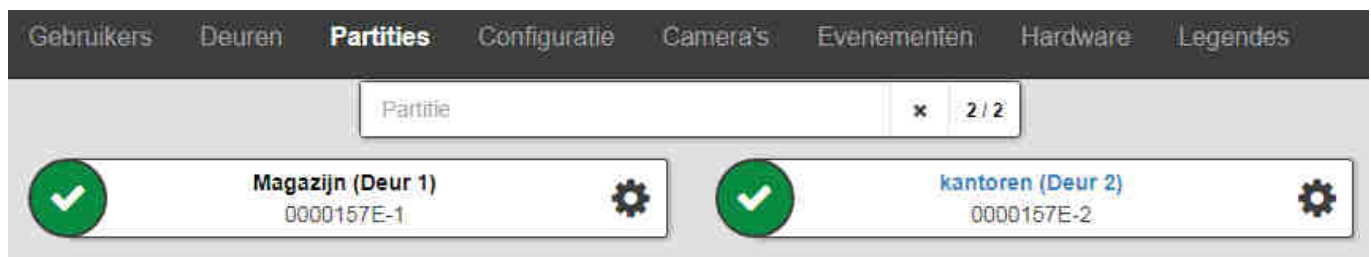 Gebruikers Deuren Partities Configuratie Camera's Evenementen Hardware Legendes
Partitie 2 / 2
Magazijn (Deur 1)
0000157E-1
kantoren (Deur 2)
0000157E-2